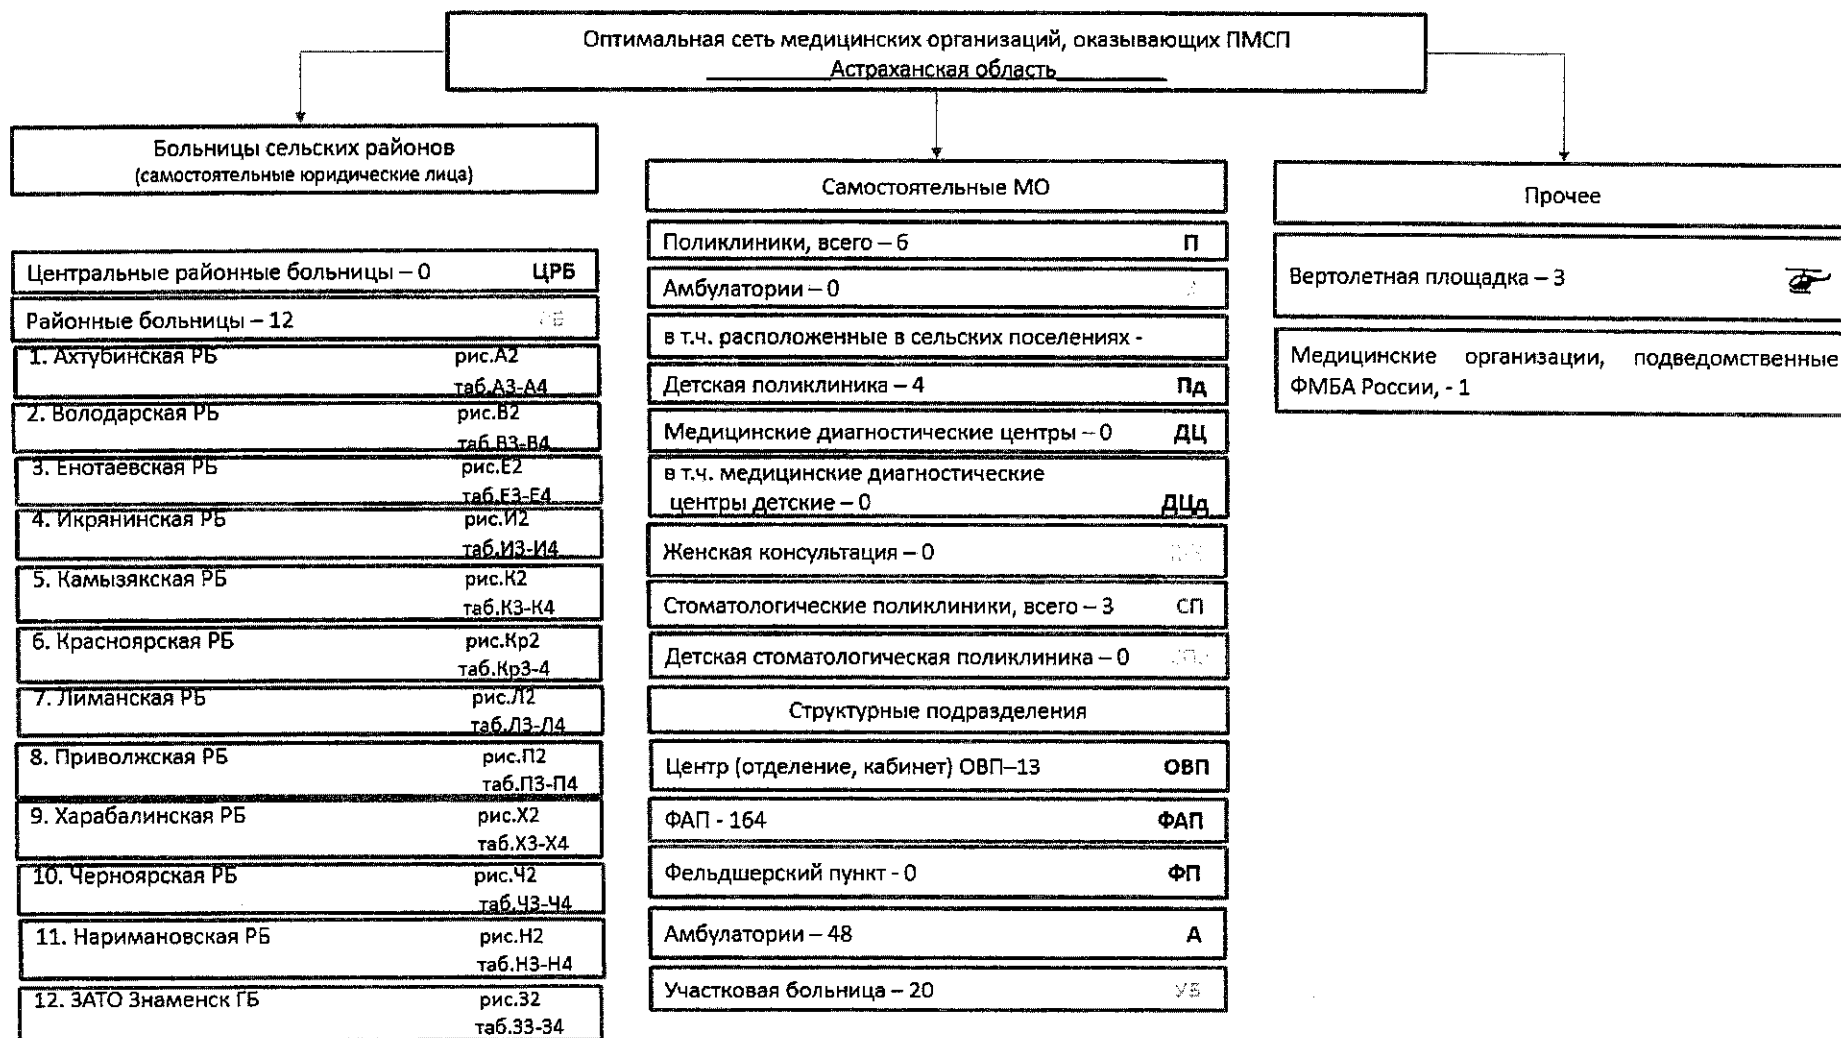 Оптимальная сеть медицинских организаций, оказывающих ПМСП
Астраханская область
Больницы сельских районов
(самостоятельные юридические лица)
Центральные районные больницы – 0 ЦРБ
Районные больницы – 12 РБ
1. Ахтубинская РБ рис.А2
таб.А3-А4
2. Володарская РБ рис.В2
таб.В3-В4
3. Енотаевская РБ рис.Е2
таб.Е3-Е4
4. Икрянинская РБ рис.И2
таб.И3-И4
5. Камызякская РБ рис.К2
таб.К3-К4
6. Красноярская РБ рис.Кр2
таб.Кр3-4
7. Лиманская РБ рис.Л2
таб.Л3-Л4
8. Приволжская РБ рис.П2
таб.П3-П4
9. Харабалинская РБ рис.Х2
таб.Х3-Х4
10. Черноярская РБ рис.Ч2
таб.Ч3-Ч4
11. Наримановская РБ рис.Н2
таб.Н3-Н4
12. ЗАТО Знаменск ГБ рис.З2
таб.З3-З4
Самостоятельные МО
Поликлиники, всего – 6 П
Амбулатории – 0
в т.ч. расположенные в сельских поселениях -
Детская поликлиника – 4 Пд
Медицинские диагностические центры – 0 ДЦ
в т.ч. медицинские диагностические
центры детские – 0 ДЦд
Женская консультация – 0
Стоматологические поликлиники, всего – 3 СП
Детская стоматологическая поликлиника – 0
Структурные подразделения
Центр (отделение, кабинет) ОВП–13 ОВП
ФАП - 164 ФАП
Фельдшерский пункт - 0 ФП
Амбулатории – 48 А
Участковая больница – 20 УБ
Прочее
Вертолетная площадка – 3
Медицинские организации, подведомственные
ФМБА России, - 1